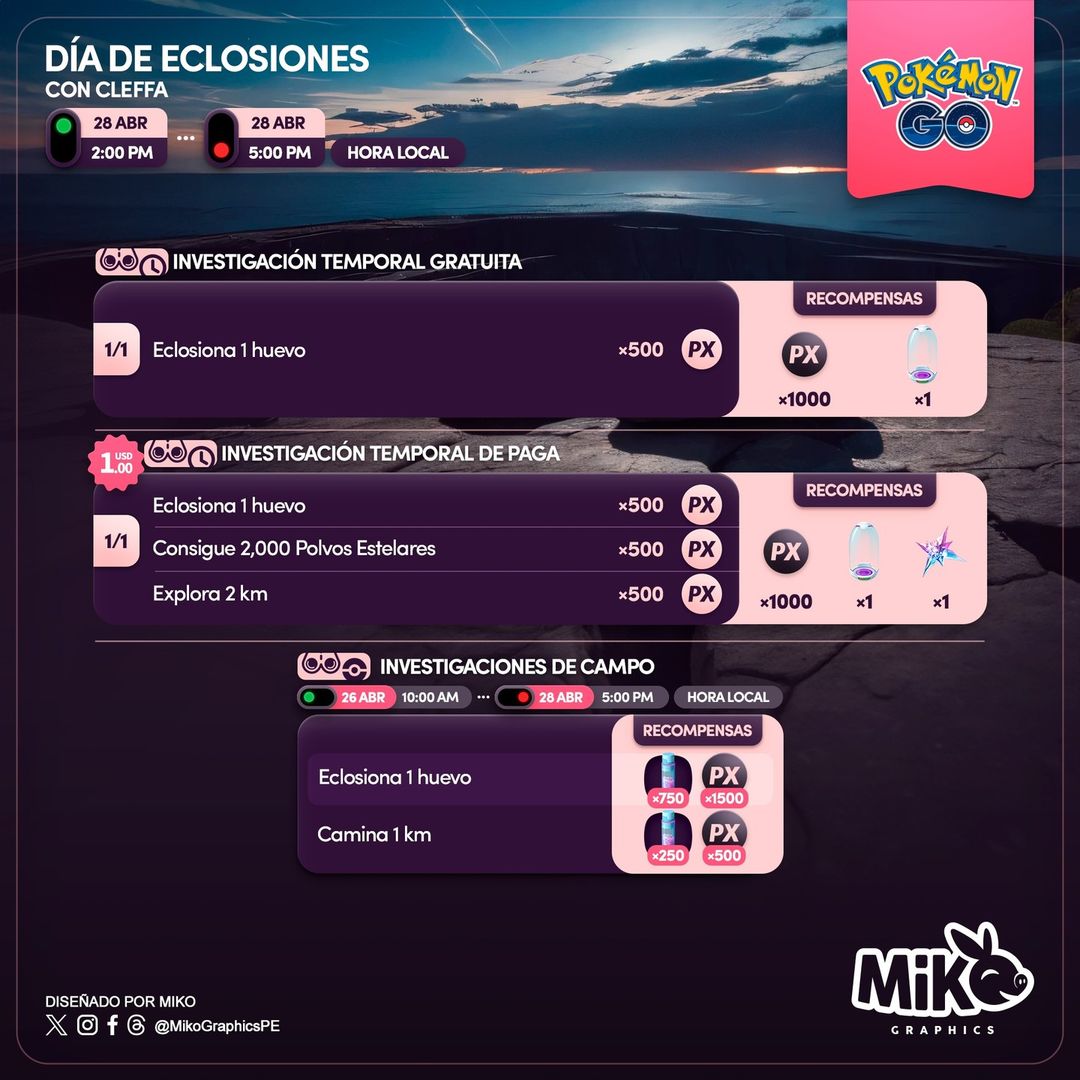 DÍA DE ECLOSIONES
CON CLEFFA
28 ABR
2:00 PM
...
28 ABR
5:00 PM
HORA LOCAL
POKéMON
GO
INVESTIGACIÓN TEMPORAL GRATUITA
1/1
Eclosiona 1 huevo ×500 PX
RECOMPENSAS
PX
×1000 ×1
1 USD .00
INVESTIGACIÓN TEMPORAL DE PAGA
1/1
Eclosiona 1 huevo ×500 PX
Consigue 2,000 Polvos Estelares ×500 PX
Explora 2 km ×500 PX
RECOMPENSAS
PX
×1000 ×1 ×1
INVESTIGACIONES DE CAMPO
26 ABR 10:00 AM ... 28 ABR 5:00 PM HORA LOCAL
RECOMPENSAS
Eclosiona 1 huevo PX
×750 ×1500
Camina 1 km PX
×250 ×500
MiKO
GRAPHICS
DISEÑADO POR MIKO
@MikoGraphicsPE